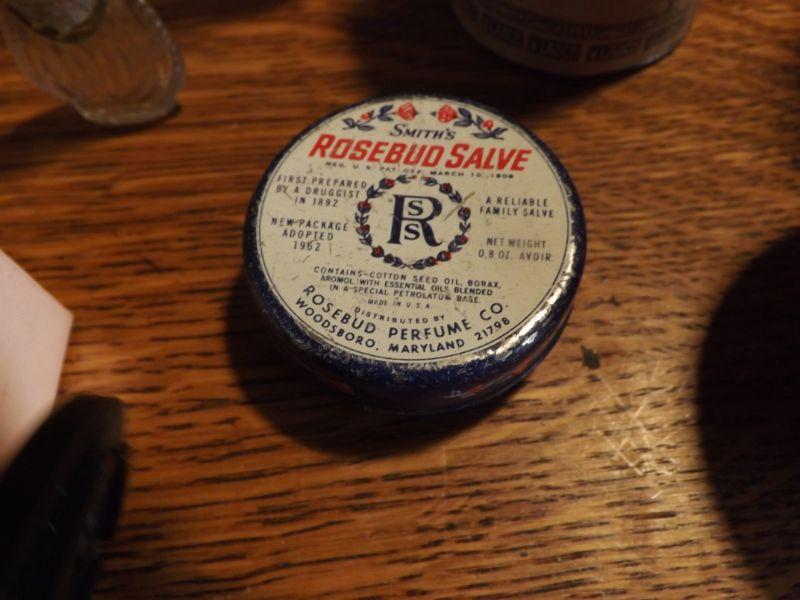 SMITH'S
ROSEBUD SALVE
REG. U.S. PAT. OFF. MARCH 10, 1908
FIRST PREPARED
BY A DRUGGIST
IN 1892
NEW PACKAGE
ADOPTED
1962
RSS
A RELIABLE
FAMILY SALVE
NET WEIGHT
0.8 OZ. AVOIR.
CONTAINS-COTTON SEED OIL, BORAX,
AROMOL WITH ESSENTIAL OILS BLENDED
IN A SPECIAL PETROLATUM BASE.
MADE IN U.S.A.
DISTRIBUTED BY
ROSEBUD PERFUME CO.
WOODSBORO, MARYLAND 21798